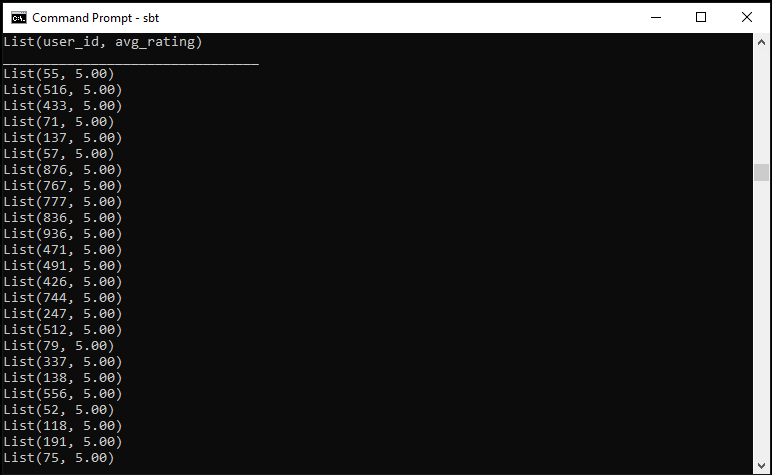 Command Prompt - sbt
List(user_id, avg_rating)
________________________________
List(55, 5.00)
List(516, 5.00)
List(433, 5.00)
List(71, 5.00)
List(137, 5.00)
List(57, 5.00)
List(876, 5.00)
List(767, 5.00)
List(777, 5.00)
List(836, 5.00)
List(936, 5.00)
List(471, 5.00)
List(491, 5.00)
List(426, 5.00)
List(744, 5.00)
List(247, 5.00)
List(512, 5.00)
List(79, 5.00)
List(337, 5.00)
List(138, 5.00)
List(556, 5.00)
List(52, 5.00)
List(118, 5.00)
List(191, 5.00)
List(75, 5.00)